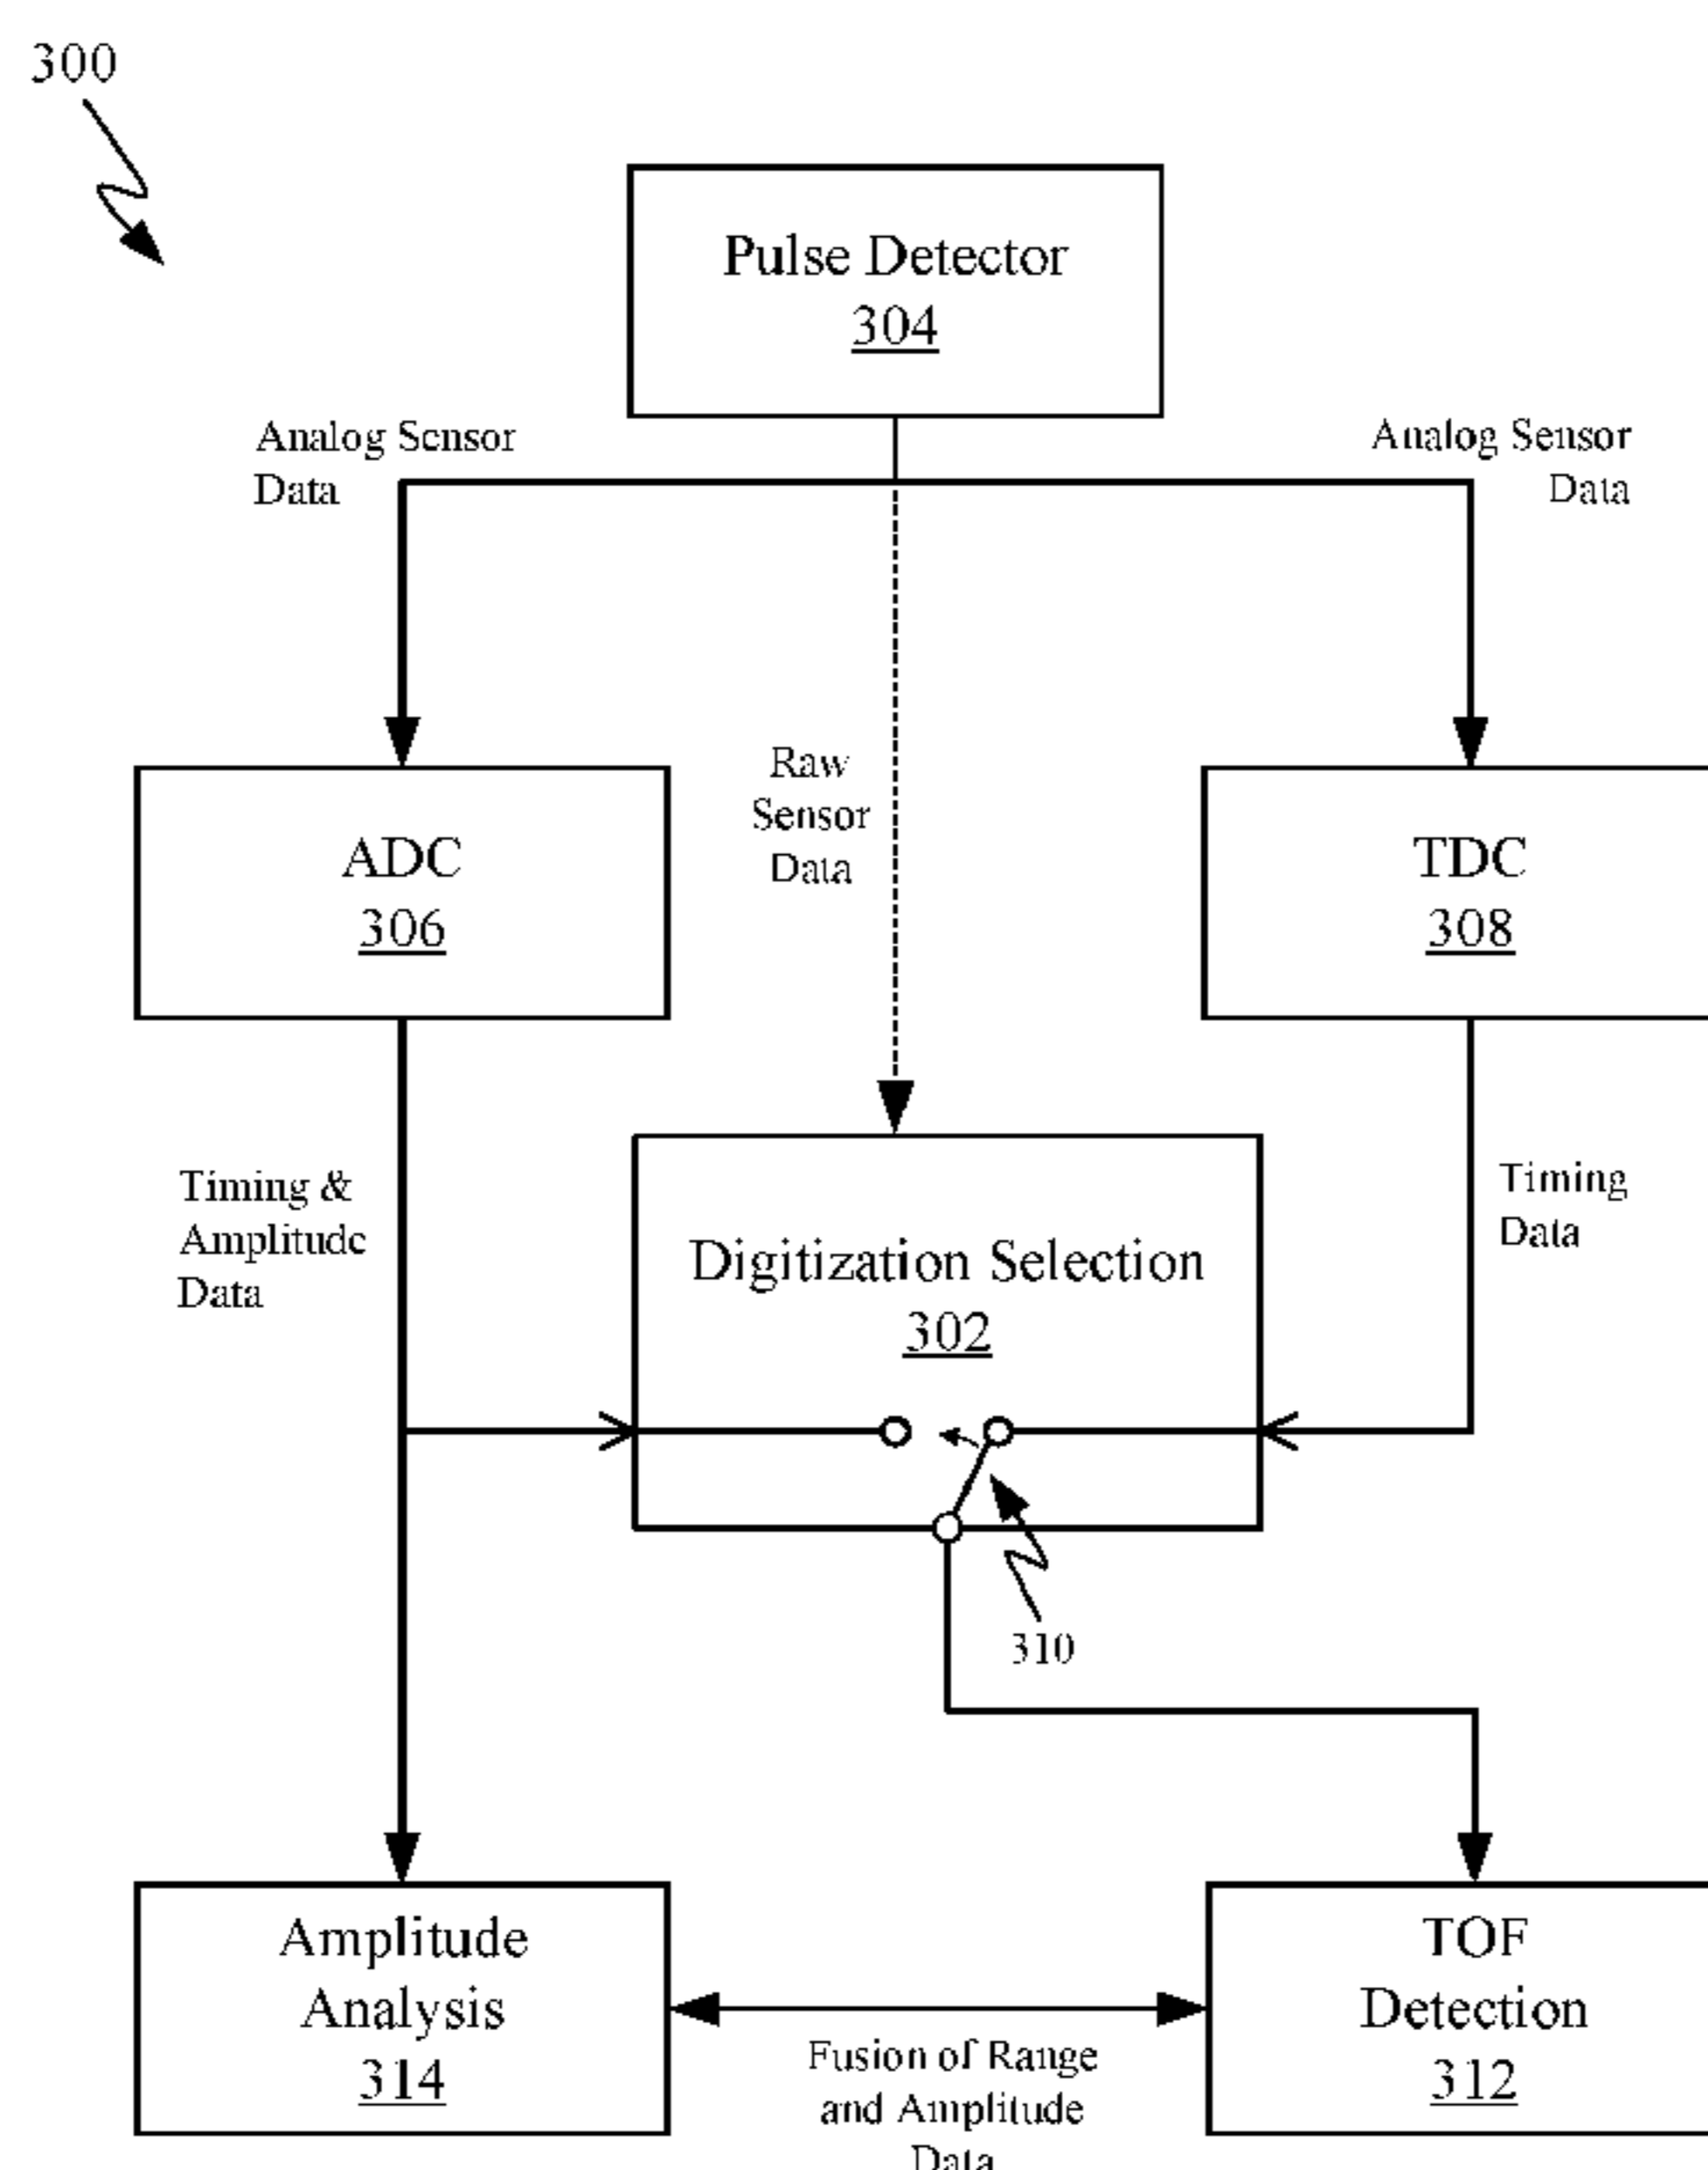 300
Pulse Detector
304
Analog Sensor
Data
Analog Sensor
Data
Raw
Sensor
Data
ADC
306
TDC
308
Timing &
Amplitude
Data
Timing
Data
Digitization Selection
302
310
Amplitude
Analysis
314
TOF
Detection
312
Fusion of Range
and Amplitude
Data